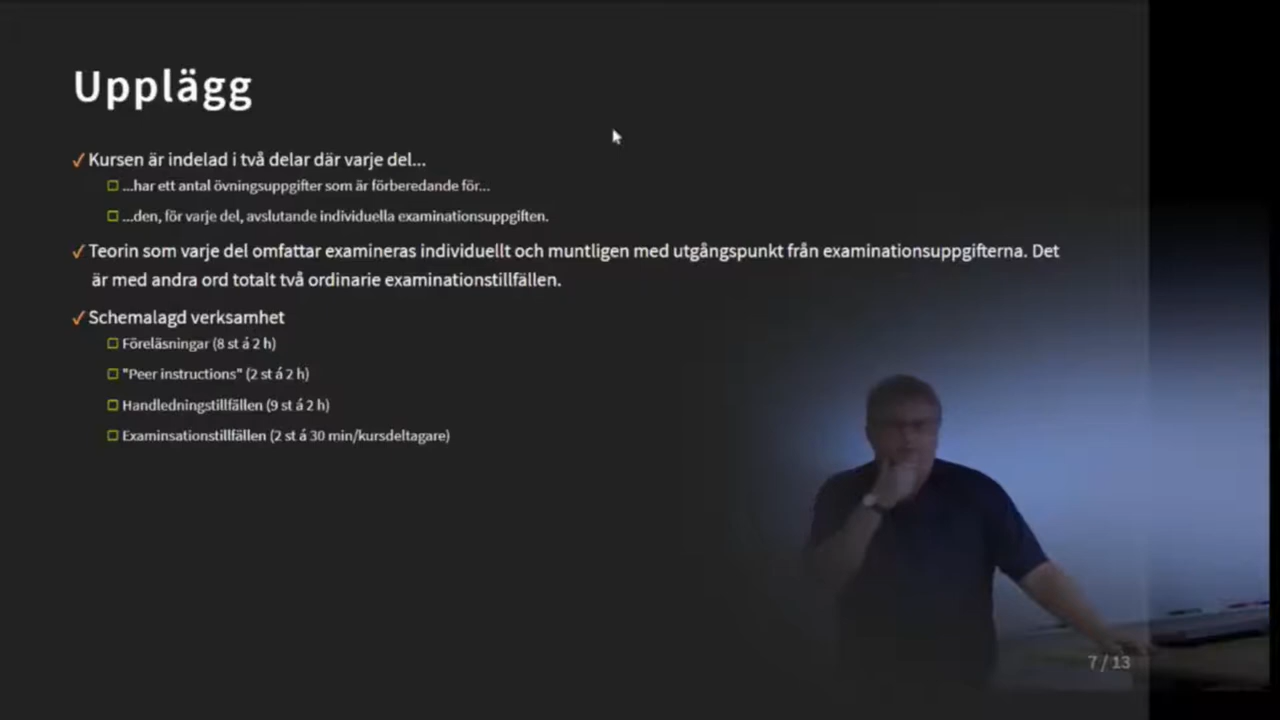 Upplägg
✓ Kursen är indelad i två delar där varje del...
☐ ...har ett antal övningsuppgifter som är förberedande för...
☐ ...den, för varje del, avslutande individuella examinationsuppgiften.
✓ Teorin som varje del omfattar examineras individuellt och muntligen med utgångspunkt från examinationsuppgifterna. Det
är med andra ord totalt två ordinarie examinationstillfällen.
✓ Schemalagd verksamhet
☐ Föreläsningar (8 st á 2 h)
☐ "Peer instructions" (2 st á 2 h)
☐ Handledningstillfällen (9 st á 2 h)
☐ Examinsationstillfällen (2 st á 30 min/kursdeltagare)
7 / 13